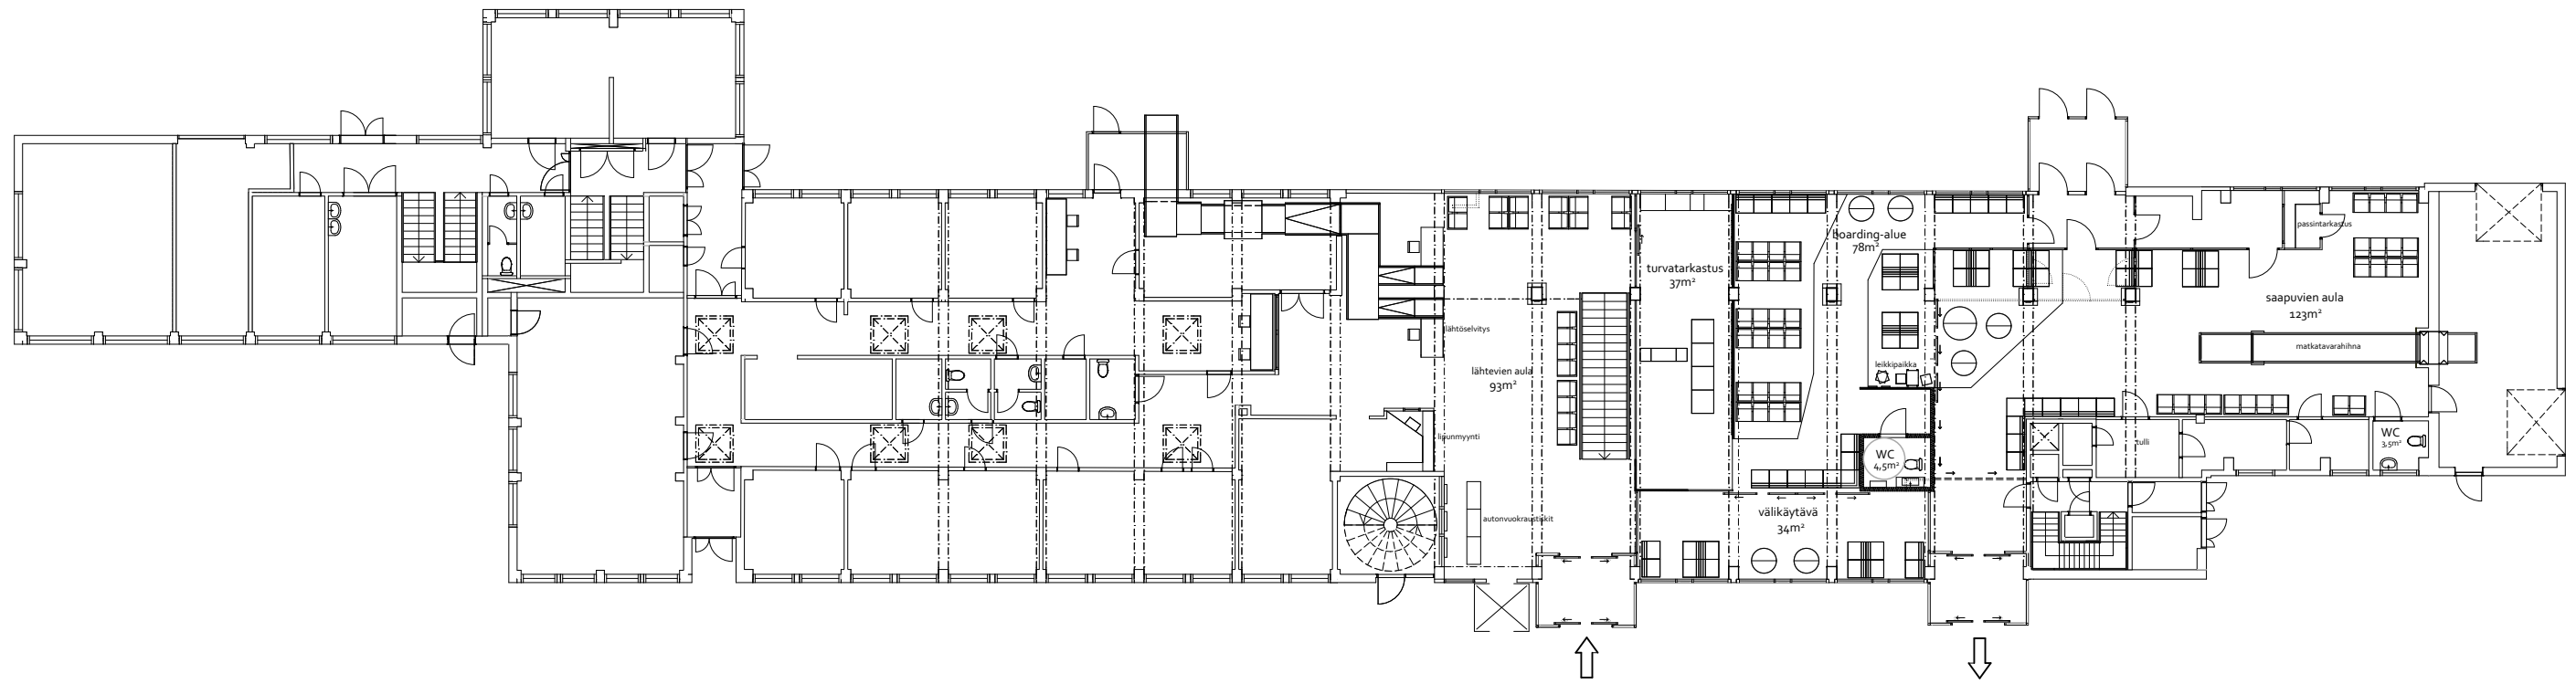 boarding-alue
78m²
passintarkastus
turvatarkastus
37m²
saapuvien aula
123m²
lähtöselvitys
matkatavarahihna
leikkipaikka
lähtevien aula
93m²
lipunmyynti
tulli
WC
3,5m²
WC
4,5m²
välikäytävä
34m²
autonvuokraustiskit